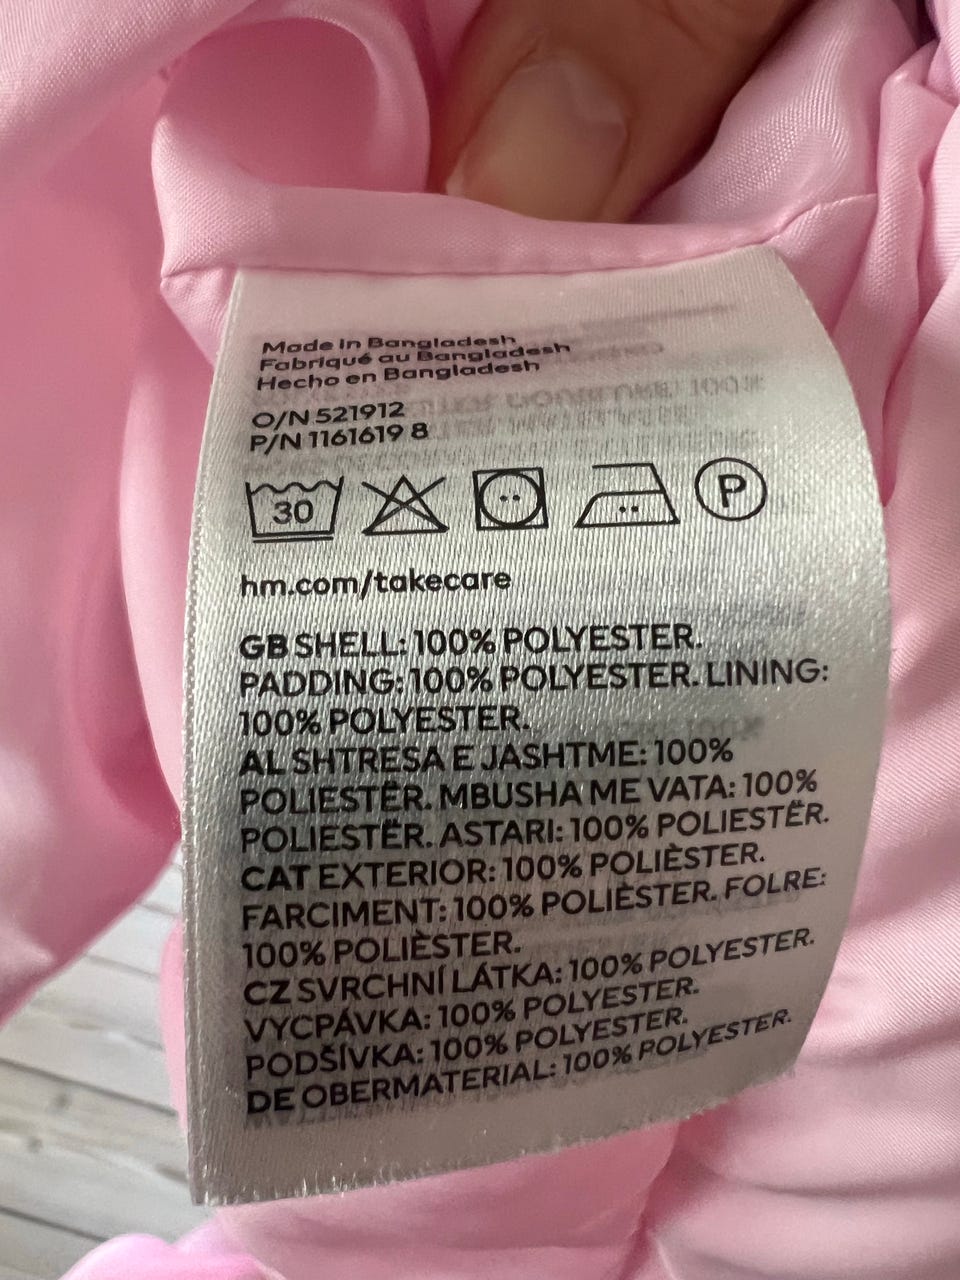 Made in Bangladesh
Fabriqué au Bangladesh
Hecho en Bangladesh
O/N 521912
P/N 1161619 8
30
P
hm.com/takecare
GB SHELL: 100% POLYESTER.
PADDING: 100% POLYESTER. LINING:
100% POLYESTER.
AL SHTRESA E JASHTME: 100%
POLIESTËR. MBUSHA ME VATA: 100%
POLIESTËR. ASTARI: 100% POLIESTËR.
CAT EXTERIOR: 100% POLIÈSTER.
FARCIMENT: 100% POLIÈSTER. FOLRE:
100% POLIÈSTER.
CZ SVRCHNÍ LÁTKA: 100% POLYESTER.
VYCPÁVKA: 100% POLYESTER.
PODŠÍVKA: 100% POLYESTER.
DE OBERMATERIAL: 100% POLYESTER.